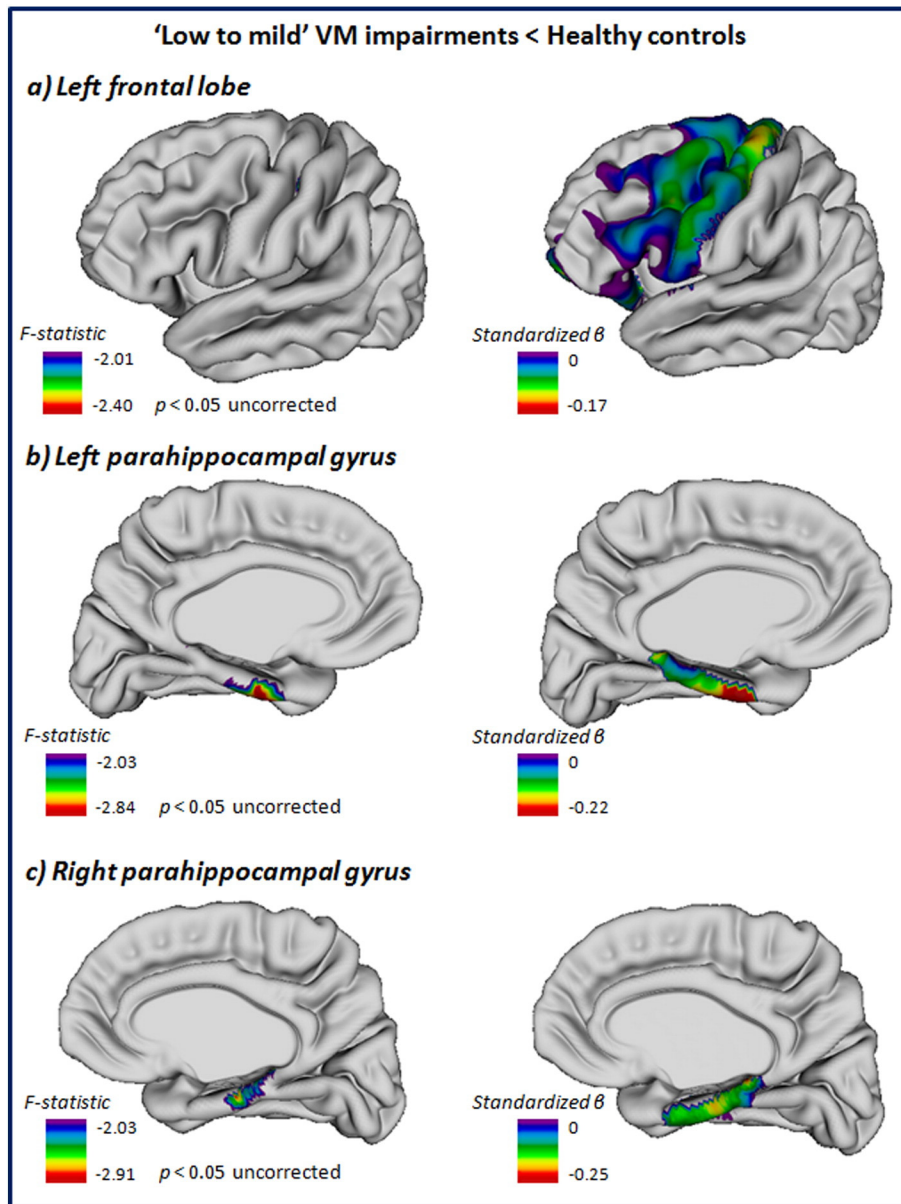 ‘Low to mild’ VM impairments < Healthy controls
a) Left frontal lobe
F-statistic
-2.01
-2.40
p < 0.05 uncorrected
Standardized β
0
-0.17
b) Left parahippocampal gyrus
F-statistic
-2.03
-2.84
p < 0.05 uncorrected
Standardized β
0
-0.22
c) Right parahippocampal gyrus
F-statistic
-2.03
-2.91
p < 0.05 uncorrected
Standardized β
0
-0.25